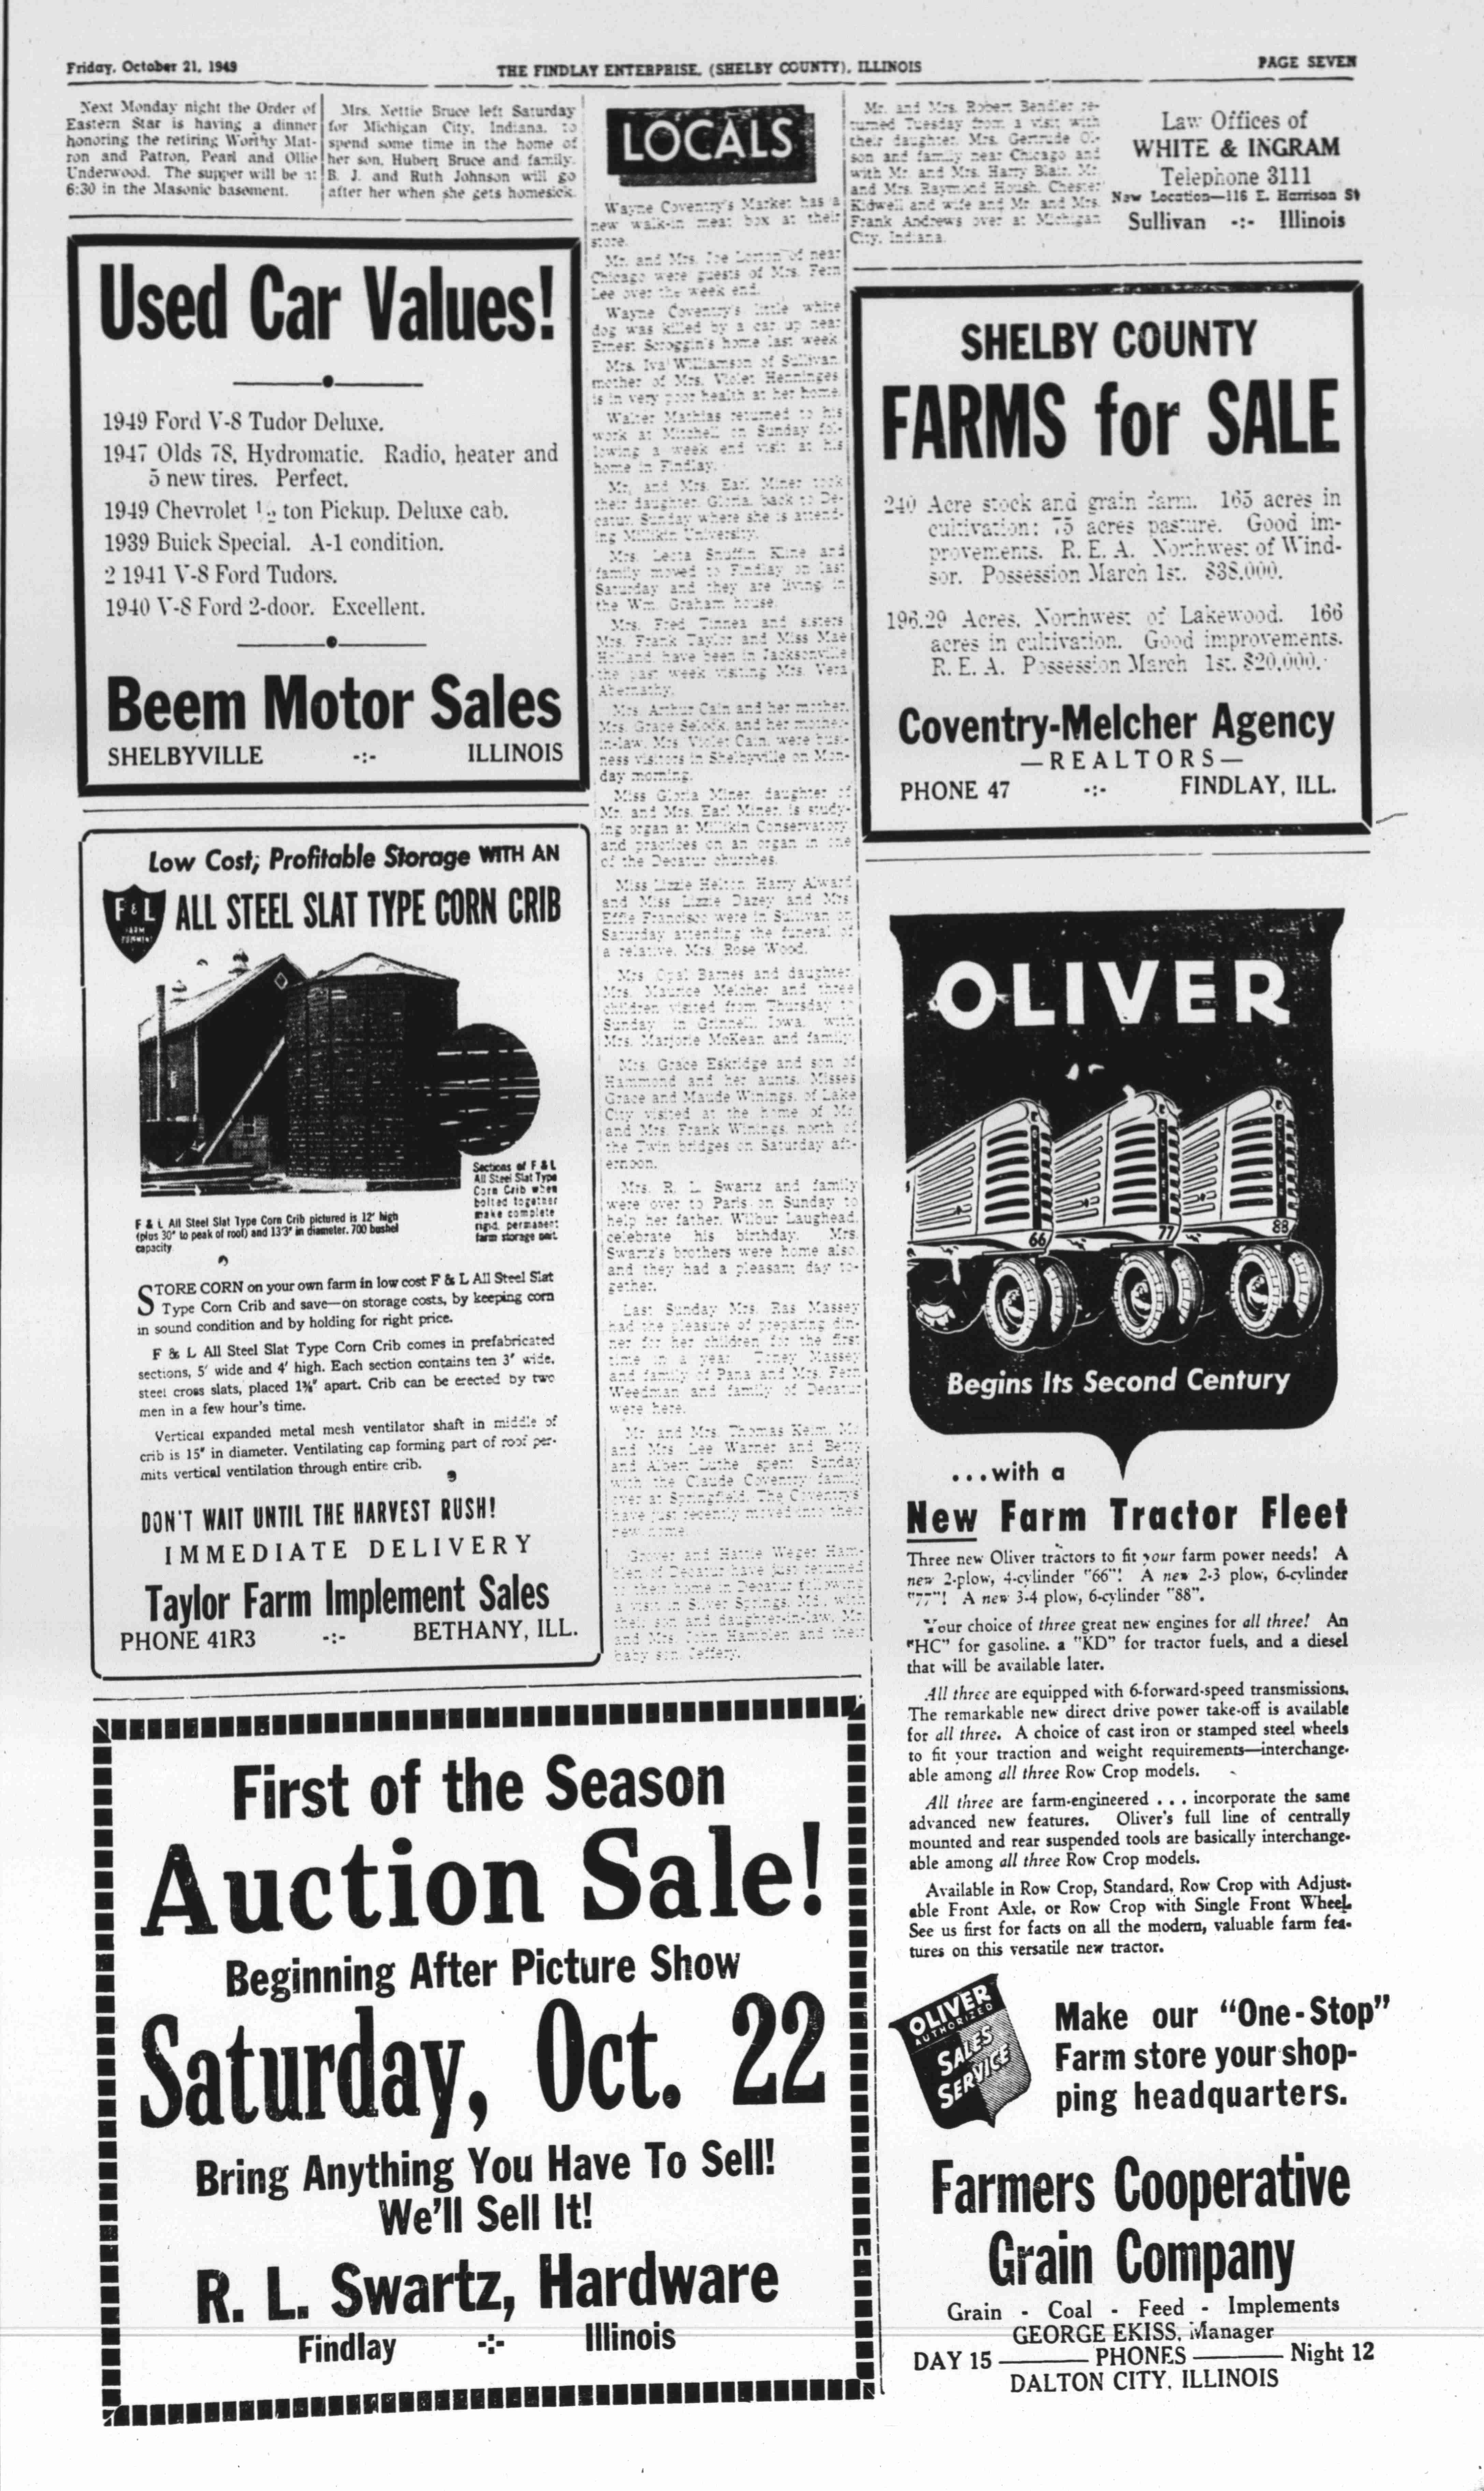 Friday, October 21, 1949
THE FINDLAY ENTERPRISE, (SHELBY COUNTY), ILLINOIS
PAGE SEVEN
Next Monday night the Order of
Eastern Star is having a dinner
honoring the retiring Worthy Mat-
ron and Patron, Pearl and Ollie
Underwood. The supper will be at
6:30 in the Masonic basement.
Mrs. Nettie Bruce left Saturday
for Michigan City, Indiana, to
spend some time in the home of
her son, Hubert Bruce and family.
B. J. and Ruth Johnson will go
after her when she gets homesick.
Used Car Values!
1949 Ford V-8 Tudor Deluxe.
1947 Olds 78, Hydromatic. Radio, heater and
5 new tires. Perfect.
1949 Chevrolet ½ ton Pickup. Deluxe cab.
1939 Buick Special. A-1 condition.
2 1941 V-8 Ford Tudors.
1940 V-8 Ford 2-door. Excellent.
Beem Motor Sales
SHELBYVILLE -:- ILLINOIS
Low Cost, Profitable Storage WITH AN
F & L
FARM
EQUIPMENT
ALL STEEL SLAT TYPE CORN CRIB
F & L All Steel Slat Type Corn Crib pictured is 12' high
(plus 30" to peak of roof) and 13'3" in diameter. 700 bushel
capacity
Sections of F & L
All Steel Slat Type
Corn Crib when
bolted together
make complete
rigid, permanent
farm storage unit.
STORE CORN on your own farm in low cost F & L All Steel Slat
Type Corn Crib and save—on storage costs, by keeping corn
in sound condition and by holding for right price.
F & L All Steel Slat Type Corn Crib comes in prefabricated
sections, 5' wide and 4' high. Each section contains ten 3" wide,
steel cross slats, placed 1⅜" apart. Crib can be erected by two
men in a few hour's time.
Vertical expanded metal mesh ventilator shaft in middle of
crib is 15" in diameter. Ventilating cap forming part of roof per-
mits vertical ventilation through entire crib.
DON'T WAIT UNTIL THE HARVEST RUSH!
IMMEDIATE DELIVERY
Taylor Farm Implement Sales
PHONE 41R3 -:- BETHANY, ILL.
First of the Season
Auction Sale!
Beginning After Picture Show
Saturday, Oct. 22
Bring Anything You Have To Sell!
We'll Sell It!
R. L. Swartz, Hardware
Findlay -:- Illinois
LOCALS
Wayne Coventry's Market has a
new walk-in meat box at their
store.
Mr. and Mrs. Joe Lorton of near
Chicago were guests of Mrs. Fern
Lee over the week end.
Wayne Coventry's little white
dog was killed by a car up near
Ernest Scroggin's home last week
Mrs. Iva Williamson of Sullivan,
mother of Mrs. Violet Henninges
is in very poor health at her home.
Walter Mathias returned to his
work at Mitchell on Sunday fol-
lowing a week end visit at his
home in Findlay.
Mr. and Mrs. Earl Miner took
their daughter, Gloria, back to De-
catur, Sunday where she is attend-
ing Millikin University.
Mrs. Leota Snuffin Kline and
family moved to Findlay on last
Saturday and they are living in
the Wm. Graham house.
Mrs. Fred Tinnea and sisters
Mrs. Frank Taylor and Miss Mae
Holland, have been in Jacksonville
the past week visiting Mrs. Vera
Abernathy.
Mrs. Arthur Cain and her mother,
Mrs. Grace Selock, and her mother-
in-law, Mrs. Violet Cain, were busi-
ness visitors in Shelbyville on Mon-
day morning.
Miss Gloria Miner, daughter of
Mr. and Mrs. Earl Miner, is study-
ing organ at Millikin Conservatory
and practices on an organ in one
of the Decatur churches.
Miss Lizzie Helton, Harry Alward
and Miss Lizzie Dazey and Mrs.
Effie Francisco were in Sullivan on
Saturday attending the funeral of
a relative, Mrs. Rose Wood.
Mrs. Opal Barnes and daughter,
Mrs. Maurice Melcher and three
children visited from Thursday to
Sunday in Grinnell, Iowa, with
Mrs. Marjorie McKean and family.
Mrs. Grace Eskridge and son of
Hammond and her aunts, Misses
Grace and Maude Winings, of Lake
City visited at the home of Mr.
and Mrs. Frank Winings, north of
the Twin bridges on Saturday aft-
ernoon.
Mrs. R. L. Swartz and family
were over to Paris on Sunday to
help her father, Wilbur Laughead,
celebrate his birthday. Mrs.
Swartz's brothers were home also,
and they had a pleasant day to-
gether.
Last Sunday Mrs. Ras Massey
had the pleasure of preparing din-
ner for her children for the first
time in a year. Toney Massey
and family of Pana and Mrs. Fern
Weedman and family of Decatur
were here.
Mr. and Mrs. Thomas Keim, Mr.
and Mrs. Lee Warner and Betty
and Albert Luthe spent Sunday
with the Claude Coventry family
over at Springfield. The Coventrys
have just recently moved into their
new home.
Grover and Hattie Weger Ham-
blen of Decatur have just returned
to their home in Decatur following
a visit in Silver Springs, Md., with
their son and daughter-in-law, Mr.
and Mrs. John Hamblen and their
baby son, Jeffery.
Mr. and Mrs. Robert Bendler re-
turned Tuesday from a visit with
their daughter, Mrs. Gertrude Ol-
son and family near Chicago and
with Mr. and Mrs. Harry Blair, Mr.
and Mrs. Raymond Housh, Chester
Kidwell and wife and Mr. and Mrs.
Frank Andrews over at Michigan
City, Indiana.
Law Offices of
WHITE & INGRAM
Telephone 3111
New Location—116 E. Harrison St
Sullivan -:- Illinois
SHELBY COUNTY
FARMS for SALE
240 Acre stock and grain farm. 165 acres in
cultivation; 75 acres pasture. Good im-
provements. R. E. A. Northwest of Wind-
sor. Possession March 1st. $38,000.
196.29 Acres, Northwest of Lakewood. 166
acres in cultivation. Good improvements.
R. E. A. Possession March 1st. $20,000.
Coventry-Melcher Agency
—REALTORS—
PHONE 47 -:- FINDLAY, ILL.
OLIVER
66
77
88
Begins Its Second Century
...with a
New Farm Tractor Fleet
Three new Oliver tractors to fit your farm power needs! A
new 2-plow, 4-cylinder "66"! A new 2-3 plow, 6-cylinder
"77"! A new 3-4 plow, 6-cylinder "88".
Your choice of three great new engines for all three! An
"HC" for gasoline, a "KD" for tractor fuels, and a diesel
that will be available later.
All three are equipped with 6-forward-speed transmissions.
The remarkable new direct drive power take-off is available
for all three. A choice of cast iron or stamped steel wheels
to fit your traction and weight requirements—interchange-
able among all three Row Crop models.
All three are farm-engineered . . . incorporate the same
advanced new features. Oliver's full line of centrally
mounted and rear suspended tools are basically interchange-
able among all three Row Crop models.
Available in Row Crop, Standard, Row Crop with Adjust-
able Front Axle, or Row Crop with Single Front Wheel.
See us first for facts on all the modern, valuable farm fea-
tures on this versatile new tractor.
OLIVER
AUTHORIZED
SALES
SERVICE
Make our "One-Stop"
Farm store your shop-
ping headquarters.
Farmers Cooperative
Grain Company
Grain - Coal - Feed - Implements
GEORGE EKISS, Manager
DAY 15 ——— PHONES ——— Night 12
DALTON CITY, ILLINOIS